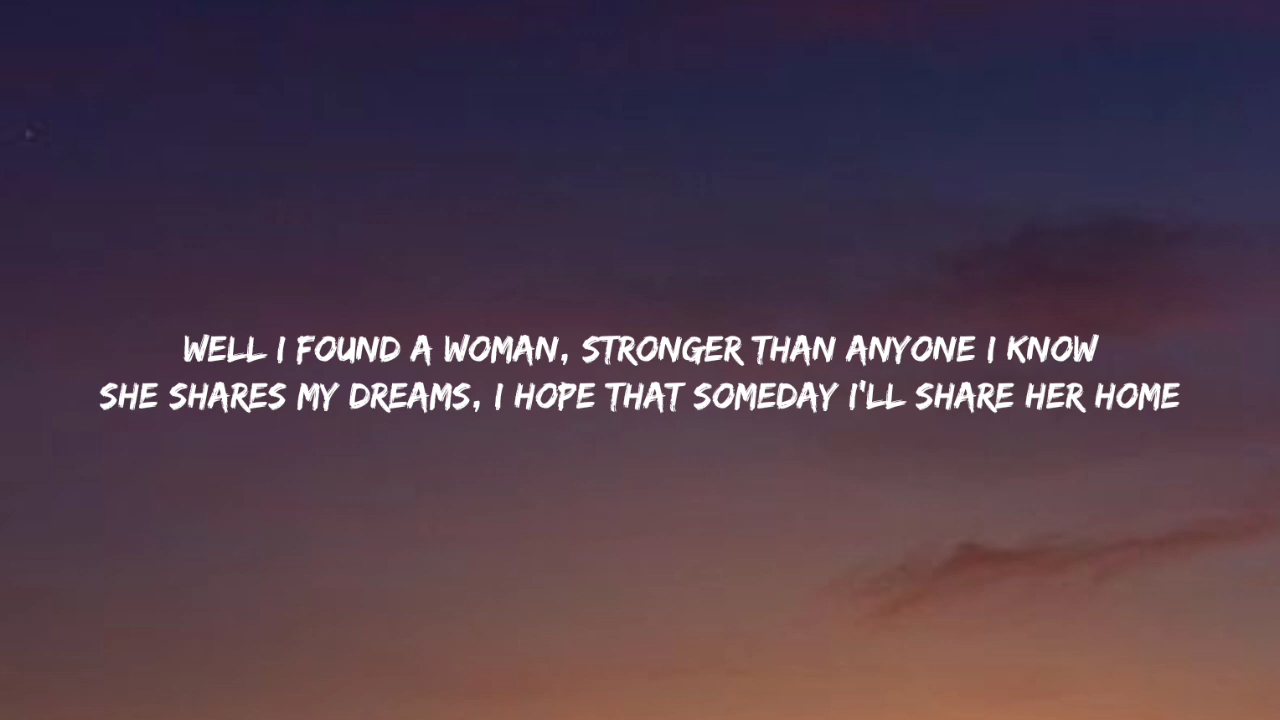 WELL I FOUND A WOMAN, STRONGER THAN ANYONE I KNOW
SHE SHARES MY DREAMS, I HOPE THAT SOMEDAY I'LL SHARE HER HOME